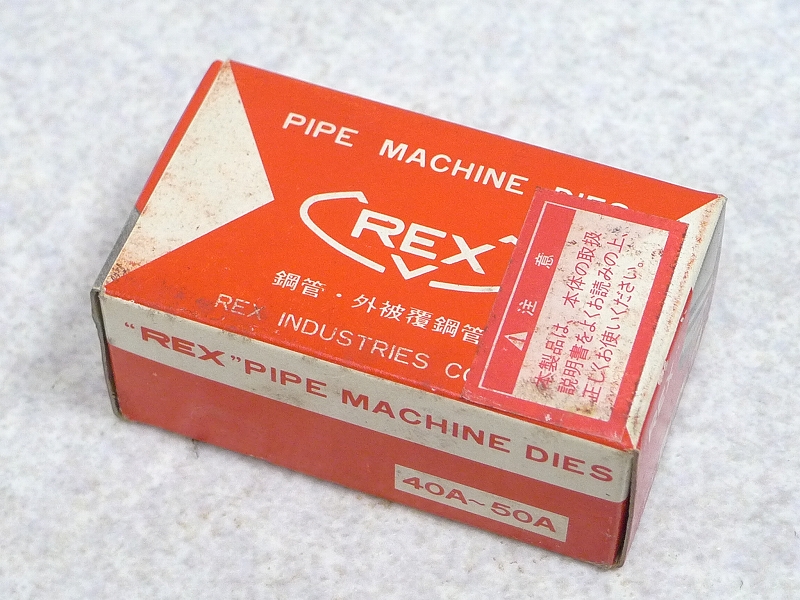 PIPE MACHINE DIES
REX
鋼管・外被覆鋼管
REX INDUSTRIES CO
注意
本製品は、本体の取扱
説明書をよくお読みの上、
正しくお使いください。
"REX" PIPE MACHINE DIES
40A~50A